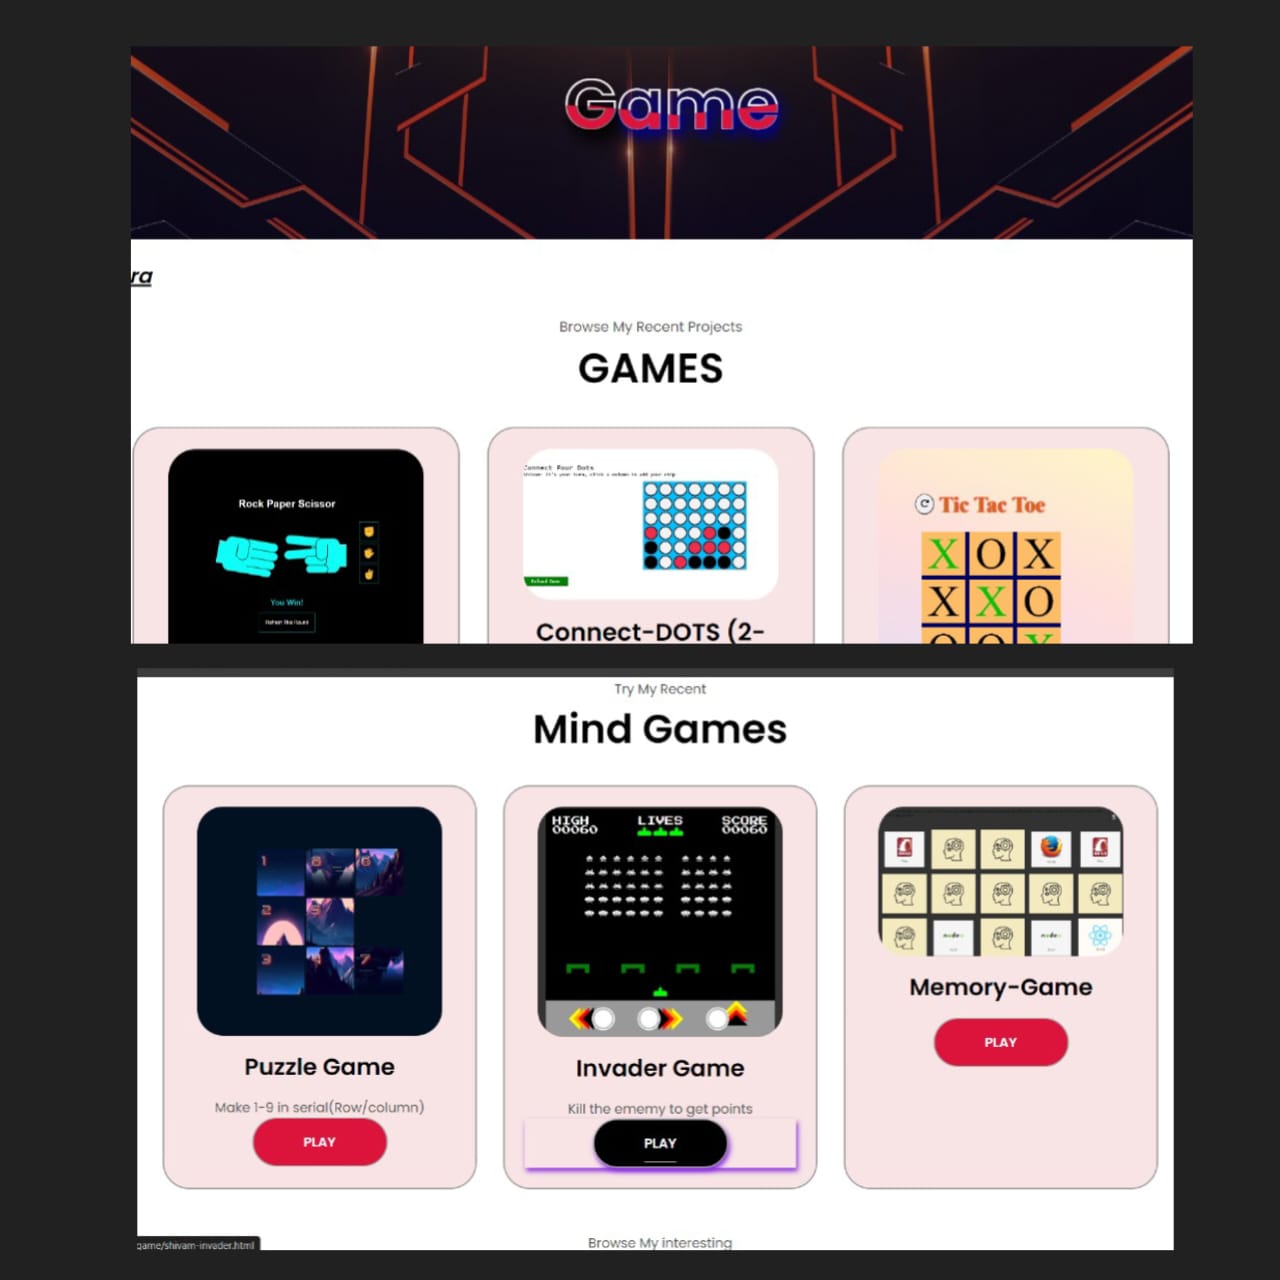 Game
ra
Browse My Recent Projects
GAMES
Rock Paper Scissor
You Win!
Connect Four Dots
Tic Tac Toe
X O X
X X O
O O X
Connect-DOTS (2-
Try My Recent
Mind Games
1 8 6
2 5
3 4 7
HIGH LIVES SCORE
00060 00060
Puzzle Game
Make 1-9 in serial(Row/column)
PLAY
Invader Game
Kill the ememy to get points
PLAY
Memory-Game
PLAY
game/shivam-invader.html
Browse My interesting